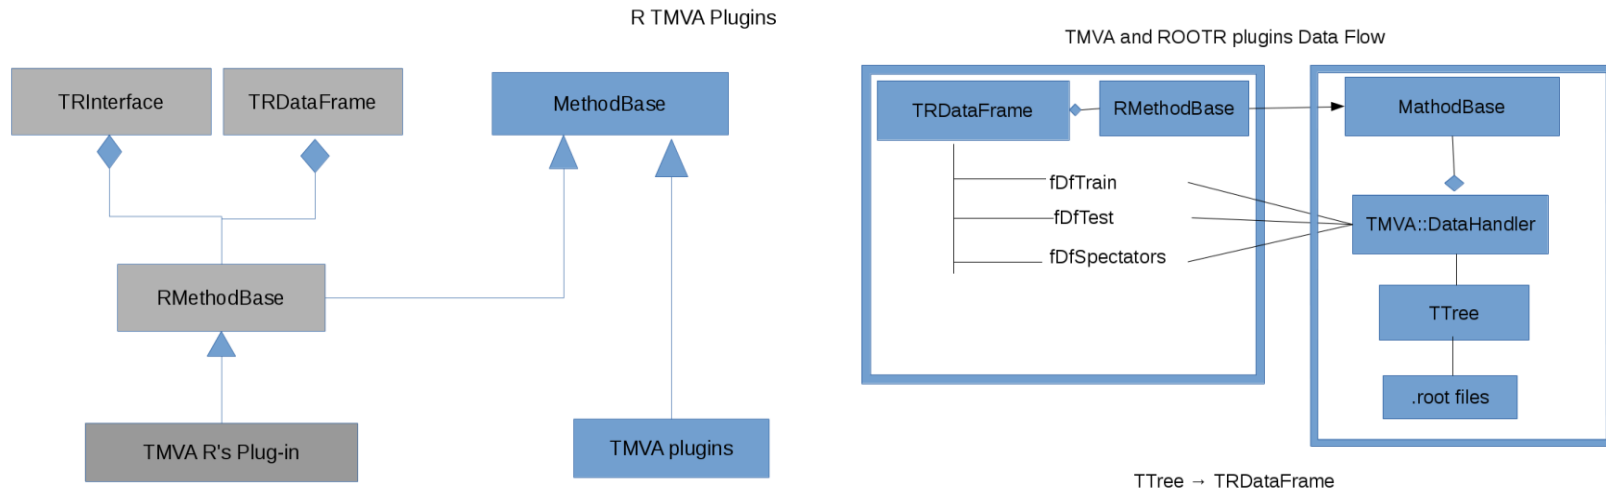 R TMVA Plugins
TRInterface
TRDataFrame
MethodBase
RMethodBase
TMVA R's Plug-in
TMVA plugins
TMVA and ROOTR plugins Data Flow
TRDataFrame
RMethodBase
MathodBase
fDfTrain
fDfTest
fDfSpectators
TMVA::DataHandler
TTree
.root files
TTree → TRDataFrame